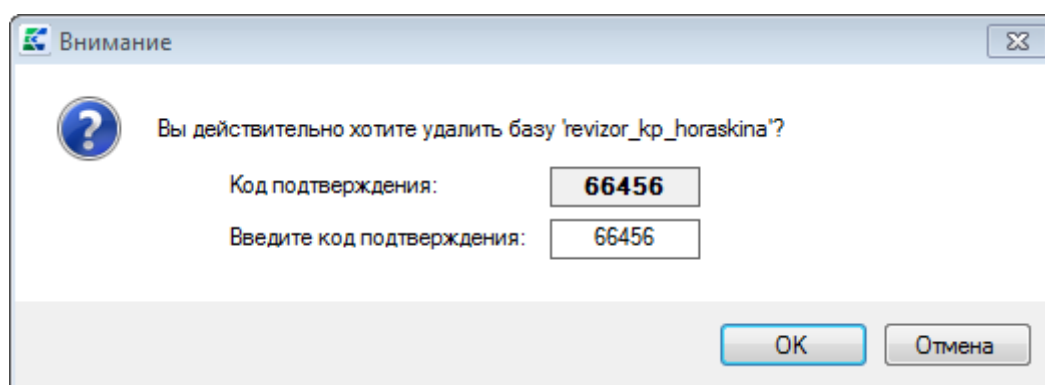 Внимание
Вы действительно хотите удалить базу 'revizor_kp_horaskina'?
Код подтверждения: 66456
Введите код подтверждения: 66456
OK Отмена